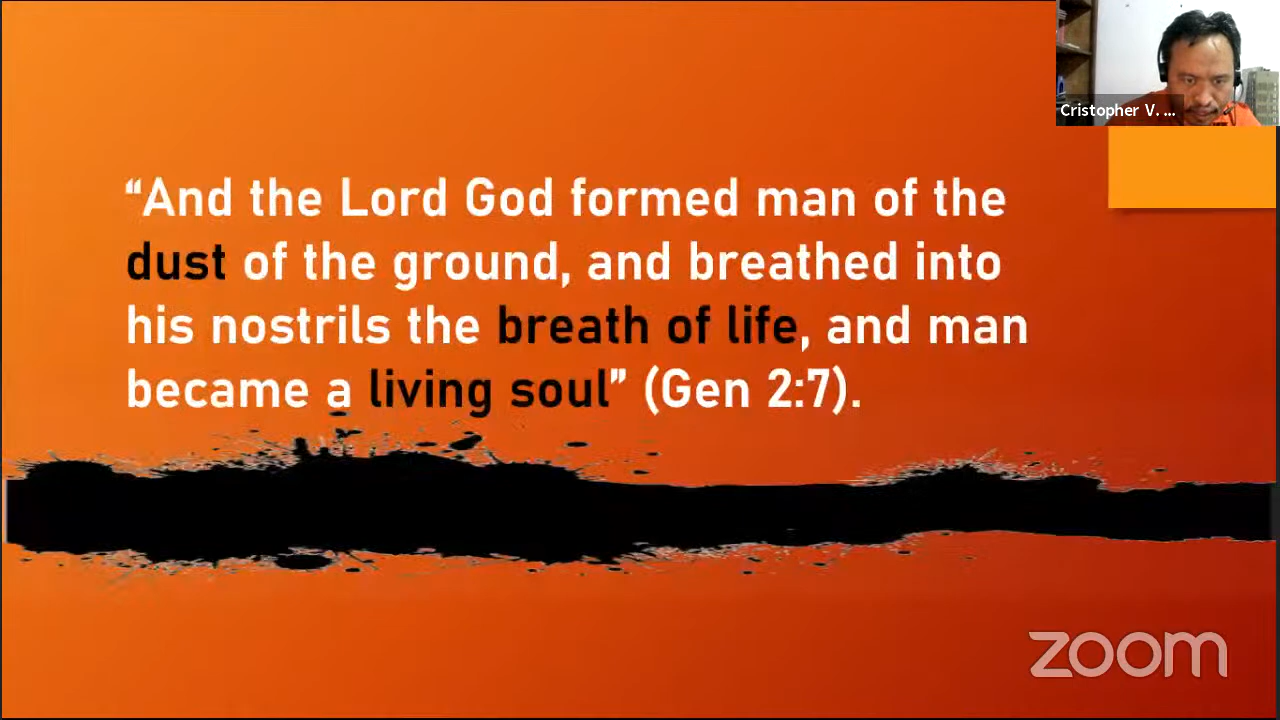 Cristopher V. ...
“And the Lord God formed man of the
dust of the ground, and breathed into
his nostrils the breath of life, and man
became a living soul” (Gen 2:7).
zoom